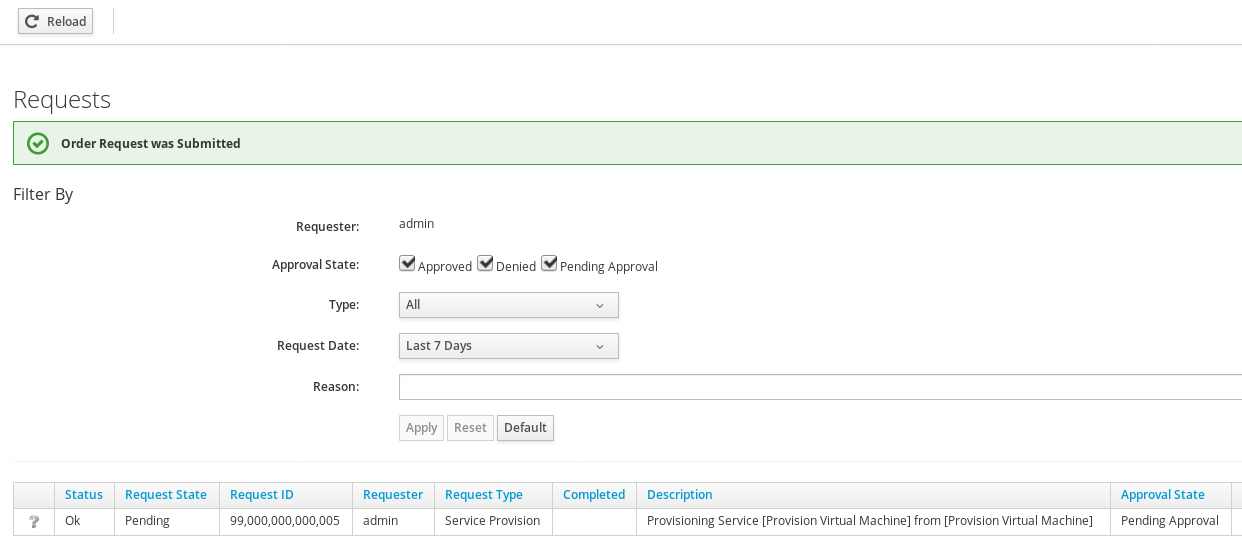 Reload
Requests
Order Request was Submitted
Filter By
Requester: admin
Approval State: Approved Denied Pending Approval
Type: All
Request Date: Last 7 Days
Reason:
Apply Reset Default
Status Request State Request ID Requester Request Type Completed Description Approval State
? Ok Pending 99,000,000,000,005 admin Service Provision Provisioning Service [Provision Virtual Machine] from [Provision Virtual Machine] Pending Approval